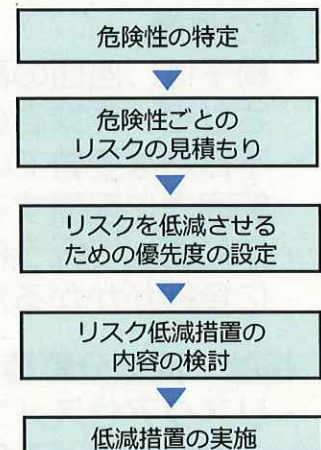 危険性の特定
危険性ごとの
リスクの見積もり
リスクを低減させる
ための優先度の設定
リスク低減措置の
内容の検討
低減措置の実施